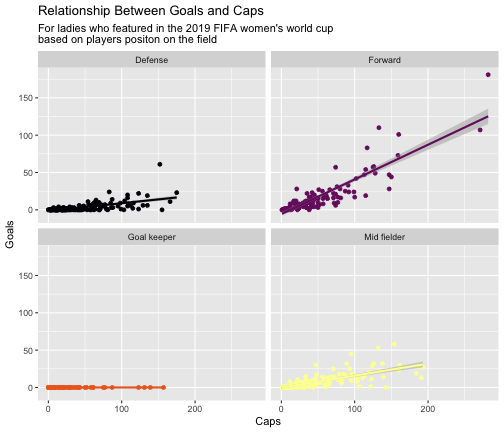 Relationship Between Goals and Caps
For ladies who featured in the 2019 FIFA women's world cup
based on players positon on the field
Defense
Forward
150
100
50
0
Goal keeper
Mid fielder
150
100
50
0
0 100 200
0 100 200
Goals
Caps